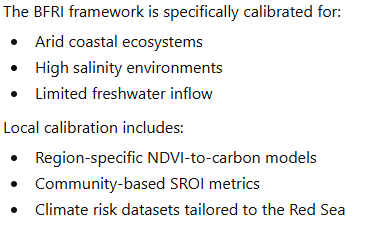 The BFRI framework is specifically calibrated for:
• Arid coastal ecosystems
• High salinity environments
• Limited freshwater inflow
Local calibration includes:
• Region-specific NDVI-to-carbon models
• Community-based SROI metrics
• Climate risk datasets tailored to the Red Sea